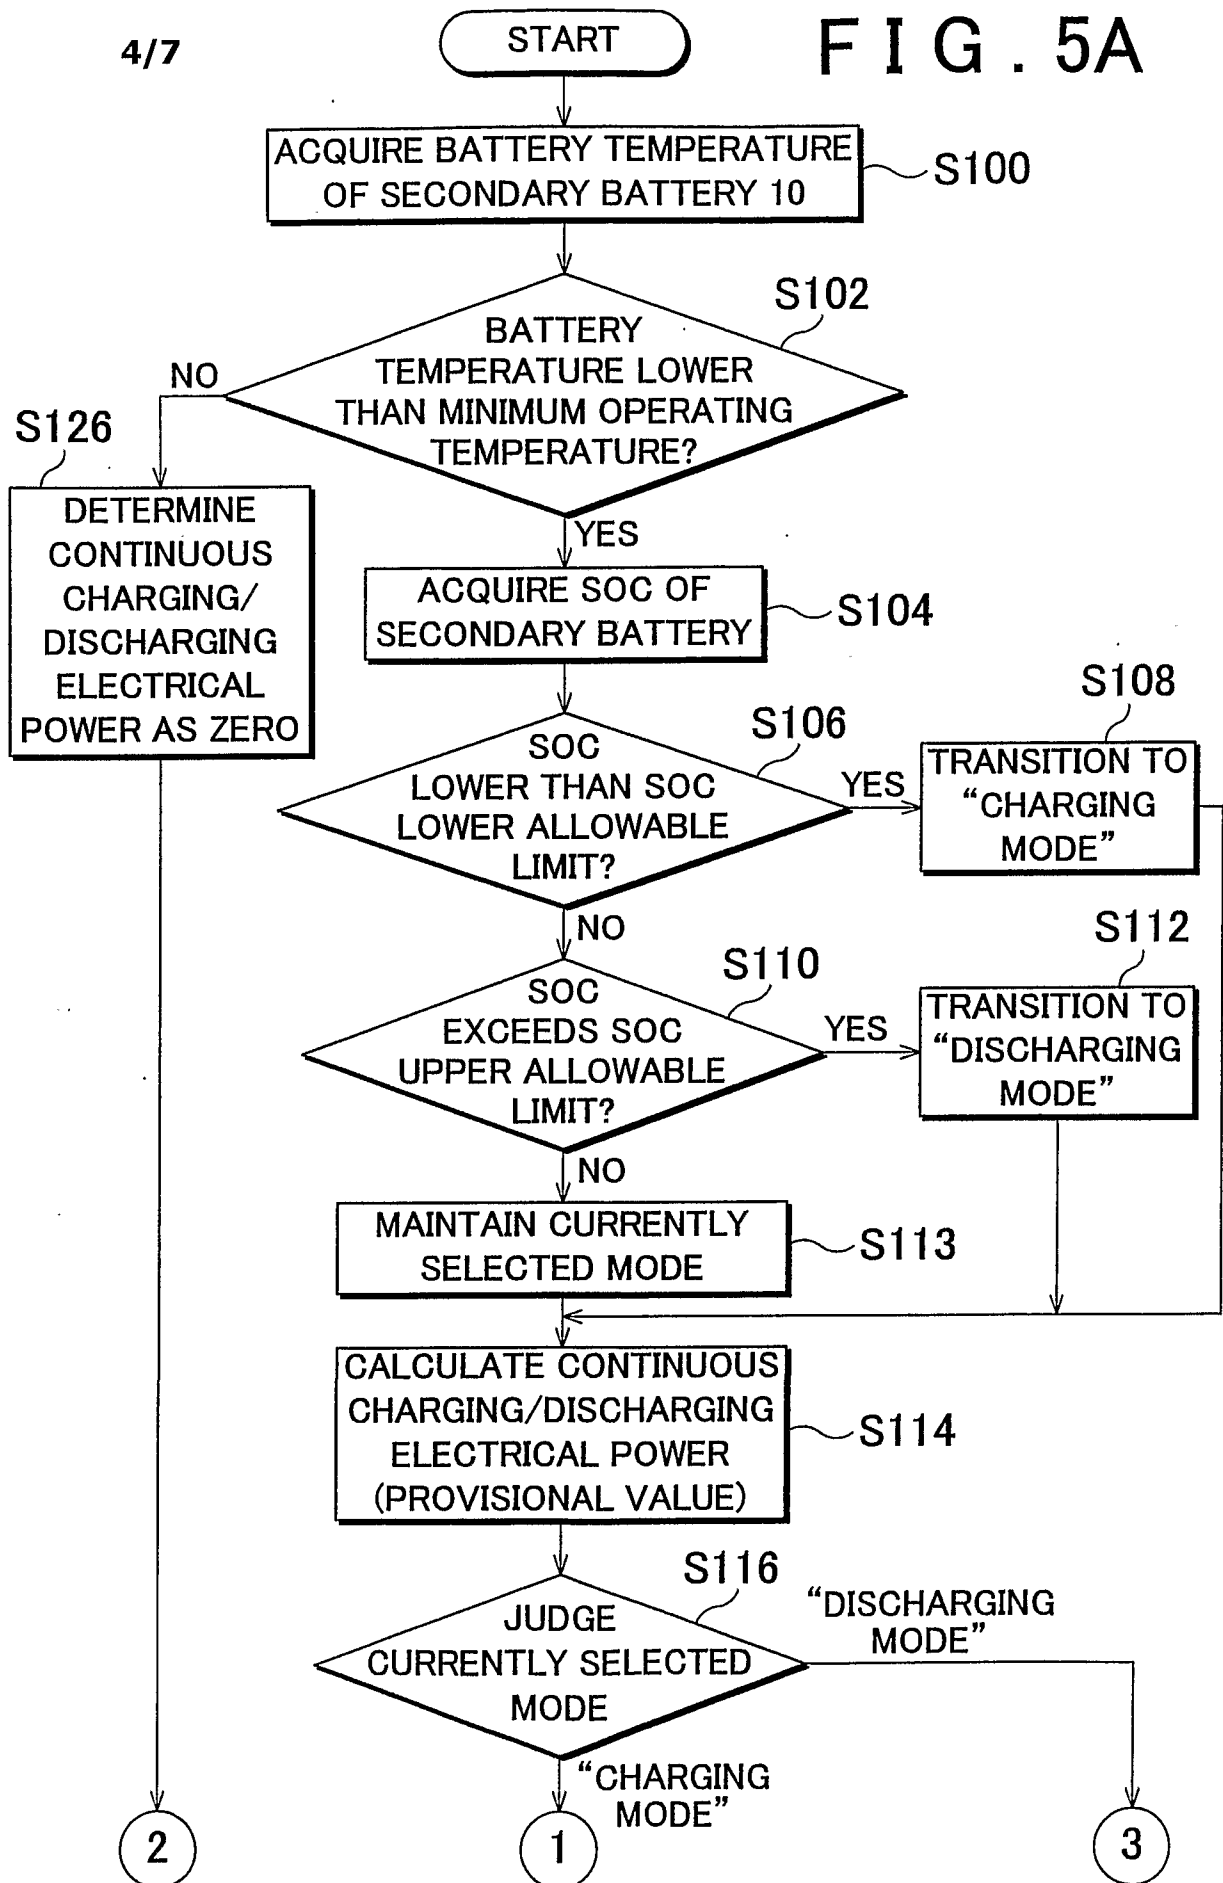 4/7
START
FIG. 5A
ACQUIRE BATTERY TEMPERATURE
OF SECONDARY BATTERY 10
S100
S102
BATTERY
TEMPERATURE LOWER
THAN MINIMUM OPERATING
TEMPERATURE?
NO
YES
S126
DETERMINE
CONTINUOUS
CHARGING/
DISCHARGING
ELECTRICAL
POWER AS ZERO
ACQUIRE SOC OF
SECONDARY BATTERY
S104
S106
SOC
LOWER THAN SOC
LOWER ALLOWABLE
LIMIT?
YES
NO
S108
TRANSITION TO
“CHARGING
MODE”
S110
SOC
EXCEEDS SOC
UPPER ALLOWABLE
LIMIT?
YES
NO
S112
TRANSITION TO
“DISCHARGING
MODE”
MAINTAIN CURRENTLY
SELECTED MODE
S113
CALCULATE CONTINUOUS
CHARGING/DISCHARGING
ELECTRICAL POWER
(PROVISIONAL VALUE)
S114
S116
JUDGE
CURRENTLY SELECTED
MODE
“DISCHARGING
MODE”
“CHARGING
MODE”
2
1
3